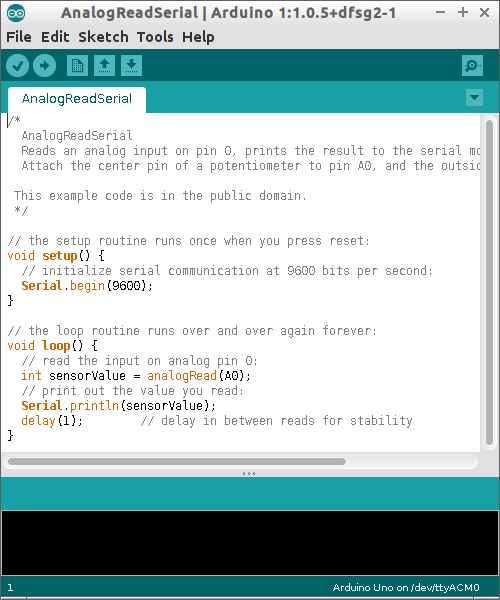 AnalogReadSerial | Arduino 1:1.0.5+dfsg2-1
File Edit Sketch Tools Help
AnalogReadSerial
/*
  AnalogReadSerial
  Reads an analog input on pin 0, prints the result to the serial mo
  Attach the center pin of a potentiometer to pin A0, and the outsid

 This example code is in the public domain.
 */

// the setup routine runs once when you press reset:
void setup() {
  // initialize serial communication at 9600 bits per second:
  Serial.begin(9600);
}

// the loop routine runs over and over again forever:
void loop() {
  // read the input on analog pin 0:
  int sensorValue = analogRead(A0);
  // print out the value you read:
  Serial.println(sensorValue);
  delay(1);        // delay in between reads for stability
}
1
Arduino Uno on /dev/ttyACM0